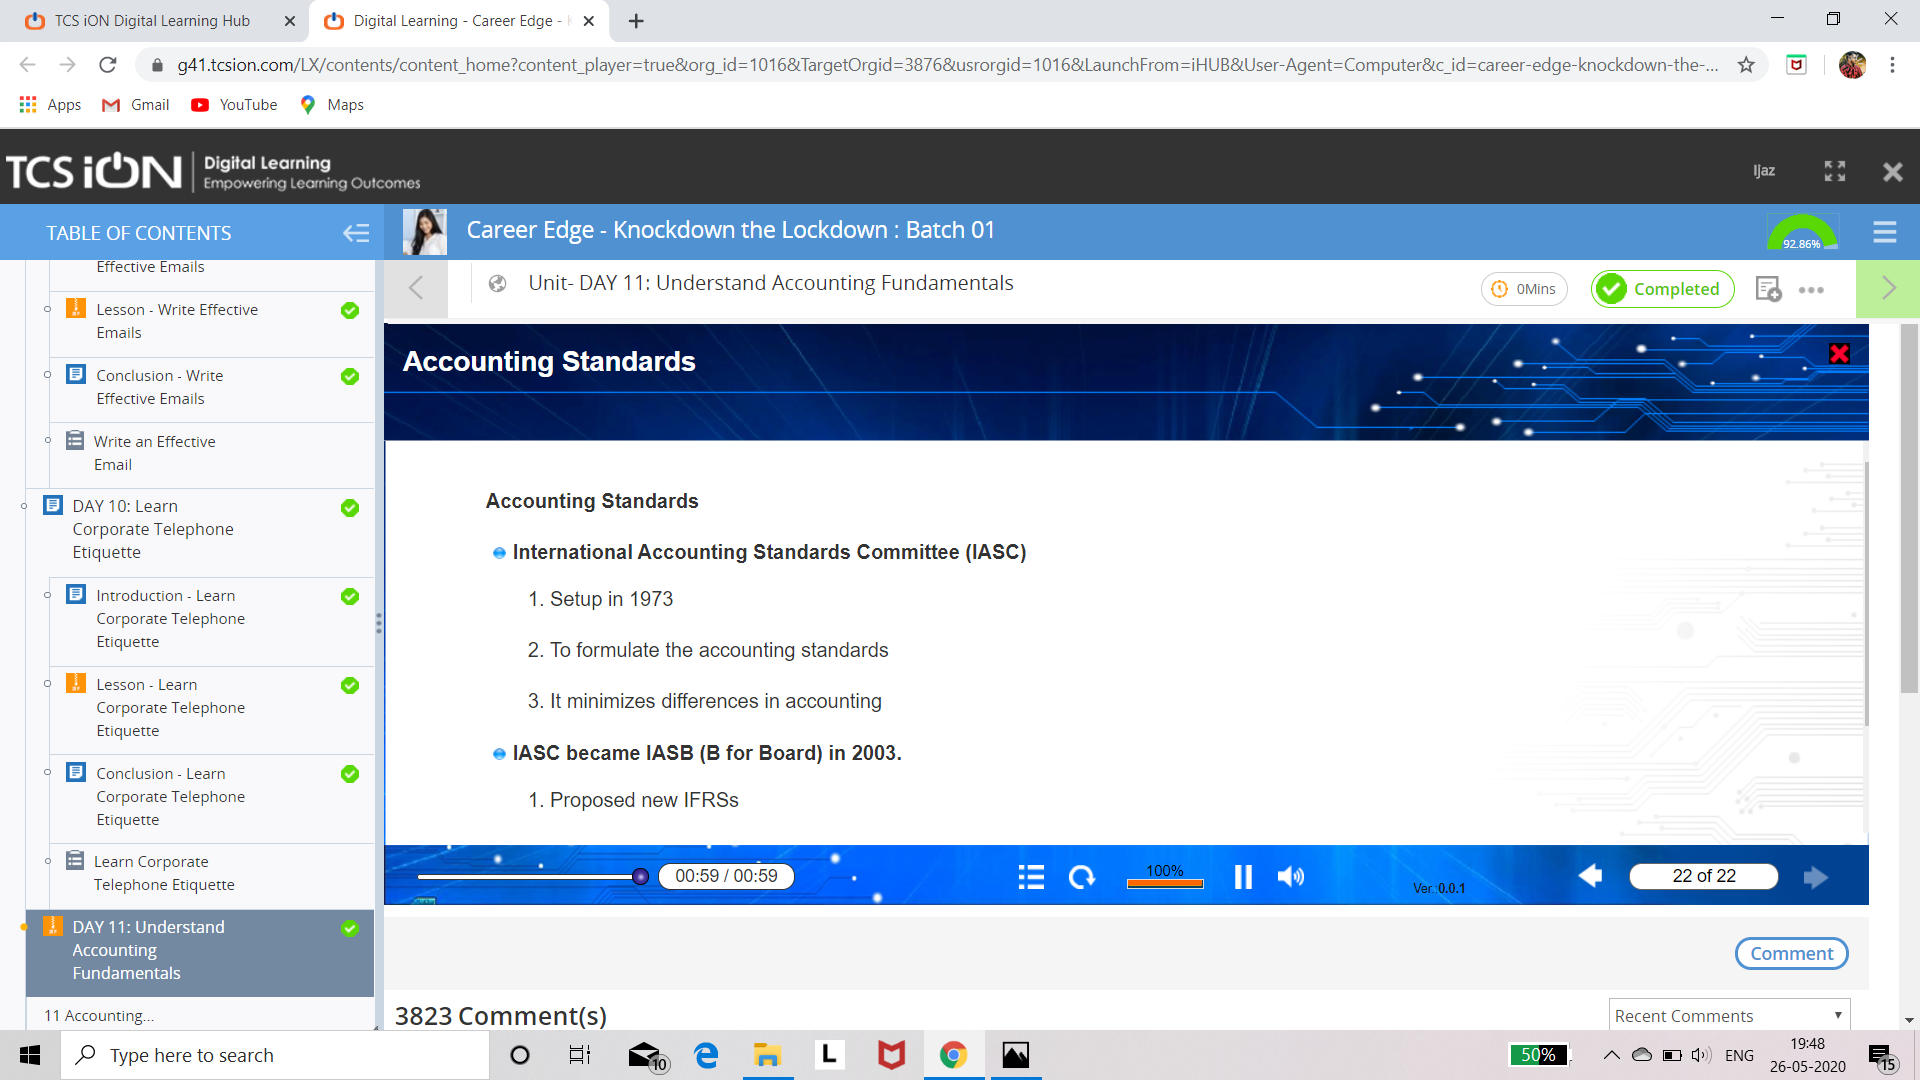 TCS iON Digital Learning Hub
Digital Learning - Career Edge -
g41.tcsion.com/LX/contents/content_home?content_player=true&org_id=1016&TargetOrgid=3876&usrorgid=1016&LaunchFrom=iHUB&User-Agent=Computer&c_id=career-edge-knockdown-the-...
Apps Gmail YouTube Maps
TCS iON Digital Learning
Empowering Learning Outcomes
Ijaz
TABLE OF CONTENTS
Career Edge - Knockdown the Lockdown : Batch 01
92.86%
Effective Emails
Lesson - Write Effective
Emails
Conclusion - Write
Effective Emails
Write an Effective
Email
DAY 10: Learn
Corporate Telephone
Etiquette
Introduction - Learn
Corporate Telephone
Etiquette
Lesson - Learn
Corporate Telephone
Etiquette
Conclusion - Learn
Corporate Telephone
Etiquette
Learn Corporate
Telephone Etiquette
DAY 11: Understand
Accounting
Fundamentals
11 Accounting...
Unit- DAY 11: Understand Accounting Fundamentals
0Mins
Completed
Accounting Standards
Accounting Standards
International Accounting Standards Committee (IASC)
1. Setup in 1973
2. To formulate the accounting standards
3. It minimizes differences in accounting
IASC became IASB (B for Board) in 2003.
1. Proposed new IFRSs
00:59 / 00:59
100%
Ver.:0.0.1
22 of 22
Comment
3823 Comment(s)
Recent Comments
Type here to search
10
L
50%
ENG
19:48
26-05-2020
15